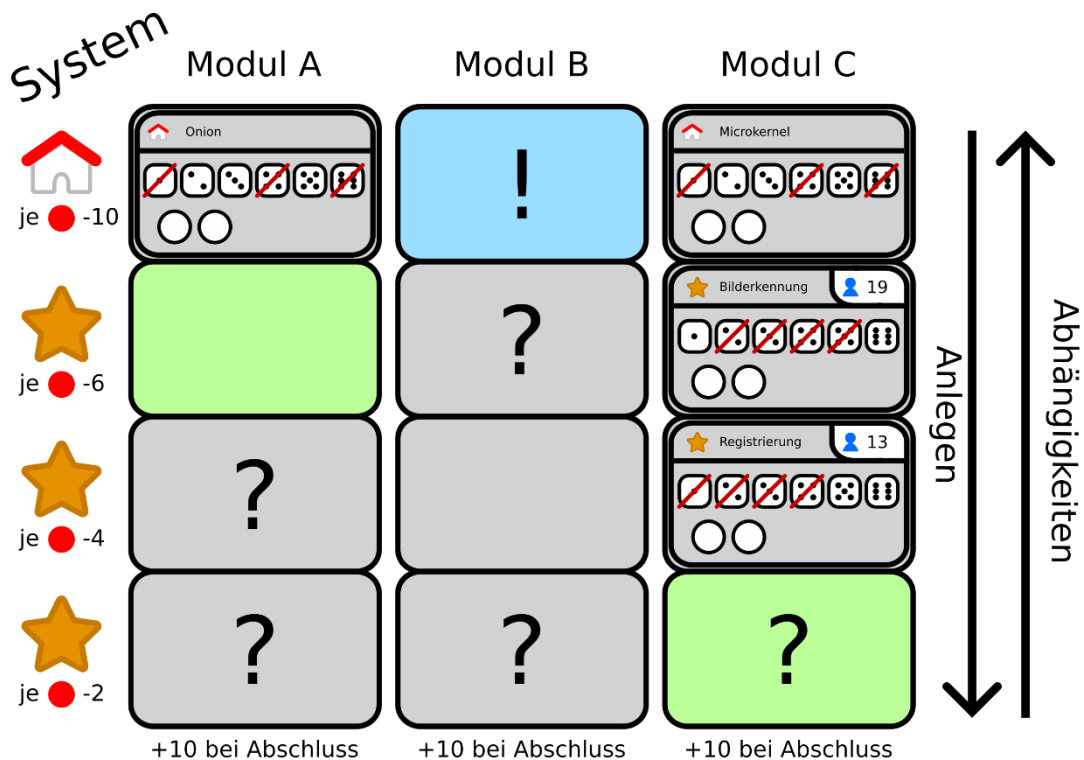 System
Modul A
Modul B
Modul C
je -10
Onion
!
Microkernel
je -6
?
Bilderkennung
19
je -4
?
Registrierung
13
je -2
?
?
?
Anlegen
Abhängigkeiten
+10 bei Abschluss
+10 bei Abschluss
+10 bei Abschluss